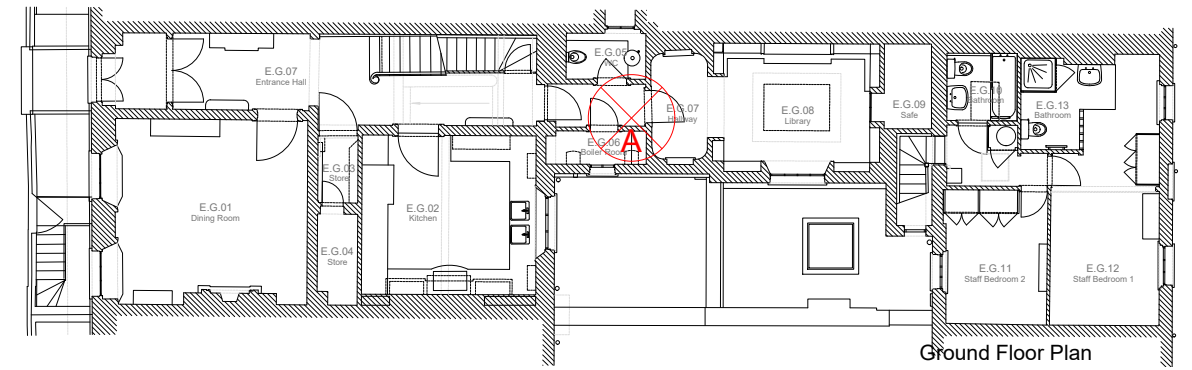 E.G.05
WC
E.G.07
Entrance Hall
E.G.10
Bathroom
E.G.07
Hallway
E.G.08
Library
E.G.09
Safe
E.G.13
Bathroom
A
E.G.06
Boiler Room
E.G.03
Store
E.G.01
Dining Room
E.G.02
Kitchen
E.G.04
Store
E.G.11
Staff Bedroom 2
E.G.12
Staff Bedroom 1
Ground Floor Plan